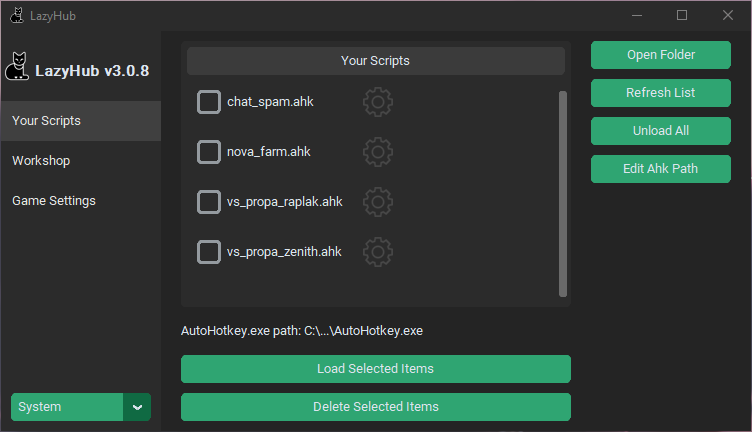 LazyHub
LazyHub v3.0.8
Your Scripts
Workshop
Game Settings
System
Your Scripts
chat_spam.ahk
nova_farm.ahk
vs_propa_raplak.ahk
vs_propa_zenith.ahk
AutoHotkey.exe path: C:\...\AutoHotkey.exe
Load Selected Items
Delete Selected Items
Open Folder
Refresh List
Unload All
Edit Ahk Path